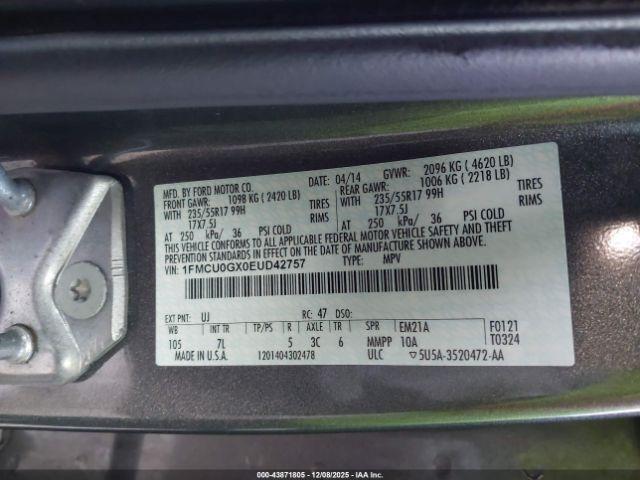 MFD. BY FORD MOTOR CO.
DATE: 04/14
GVWR: 2096 KG ( 4620 LB)
FRONT GAWR: 1098 KG ( 2420 LB)
REAR GAWR: 1006 KG ( 2218 LB)
WITH 235/55R17 99H TIRES
WITH 235/55R17 99H TIRES
17X7.5J RIMS
17X7.5J RIMS
AT 250 kPa/ 36 PSI COLD
AT 250 kPa/ 36 PSI COLD
THIS VEHICLE CONFORMS TO ALL APPLICABLE FEDERAL MOTOR VEHICLE SAFETY, BUMPER, AND THEFT
PREVENTION STANDARDS IN EFFECT ON THE DATE OF MANUFACTURE SHOWN ABOVE.
VIN: 1FMCU0GX0EUD42757 TYPE: MPV
EXT PNT: UJ RC: 47 DSO:
WB INT TR TP/PS R AXLE TR SPR EM21A F0121
105 7L 5 3C 6 MMPP 10A T0324
MADE IN U.S.A. 1201404302478 ULC ▽5U5A-3520472-AA
000-43871805 | 12/08/2025 - IAA Inc.